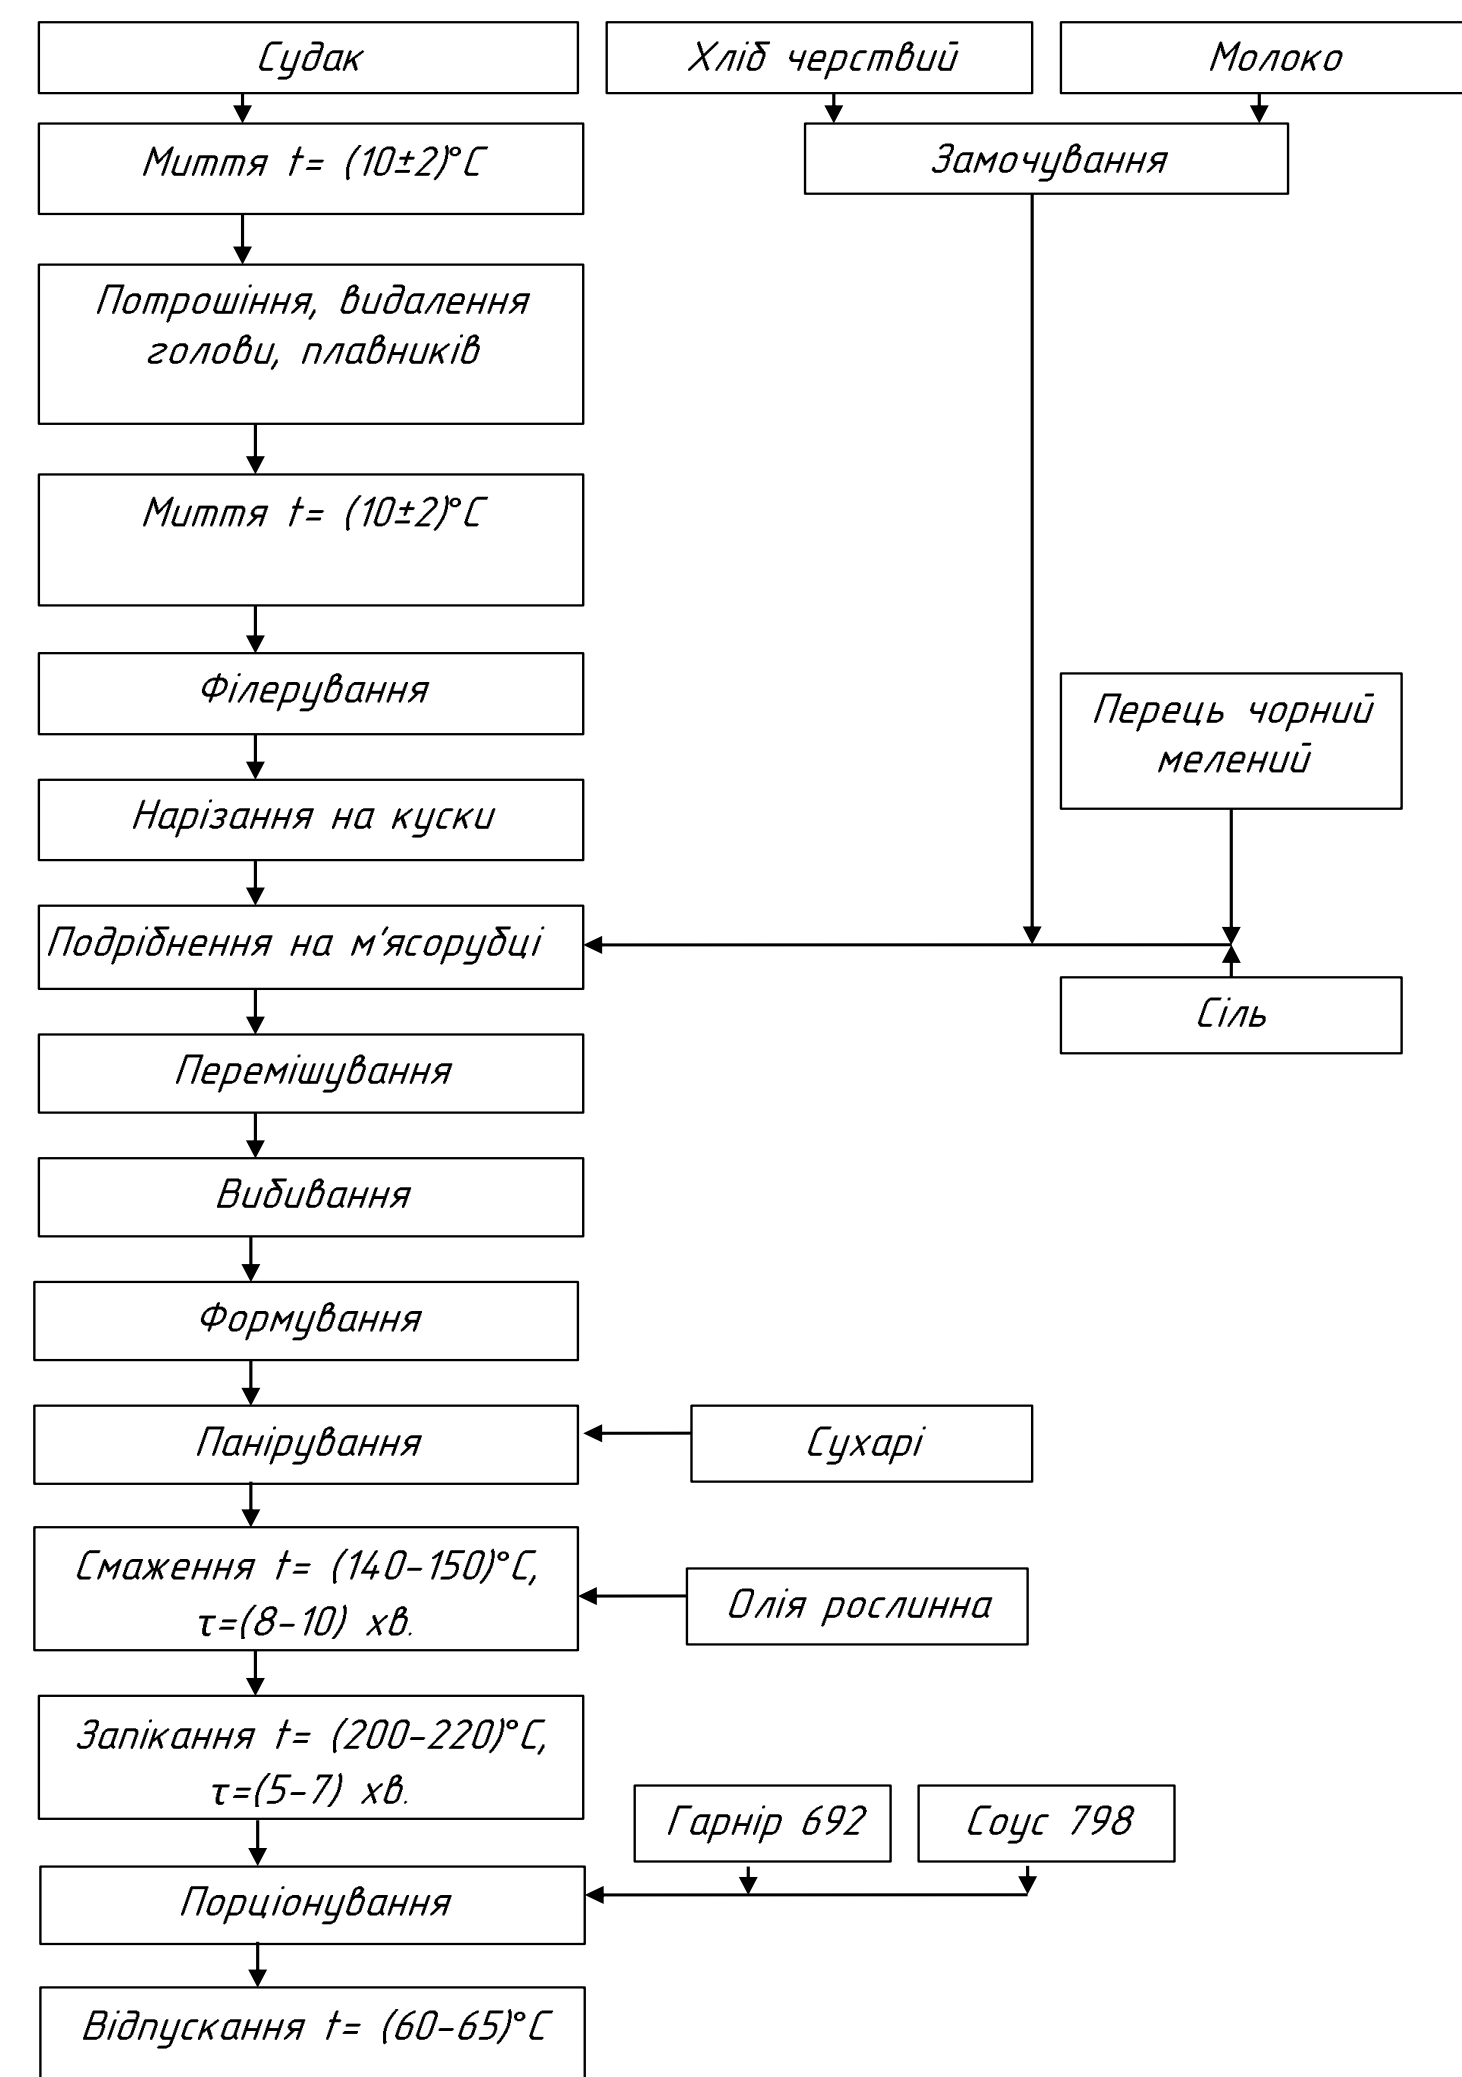 Судак
Хліб черствий
Молоко
Миття t= (10±2)°С
Замочування
Потрошіння, видалення
голови, плавників
Миття t= (10±2)°С
Філерування
Перець чорний
мелений
Нарізання на куски
Подрібнення на м'ясорубці
Сіль
Перемішування
Вибивання
Формування
Панірування
Сухарі
Смаження t= (140-150)°С,
τ=(8-10) хв.
Олія рослинна
Запікання t= (200-220)°С,
τ=(5-7) хв.
Гарнір 692
Соус 798
Порціонування
Відпускання t= (60-65)°С